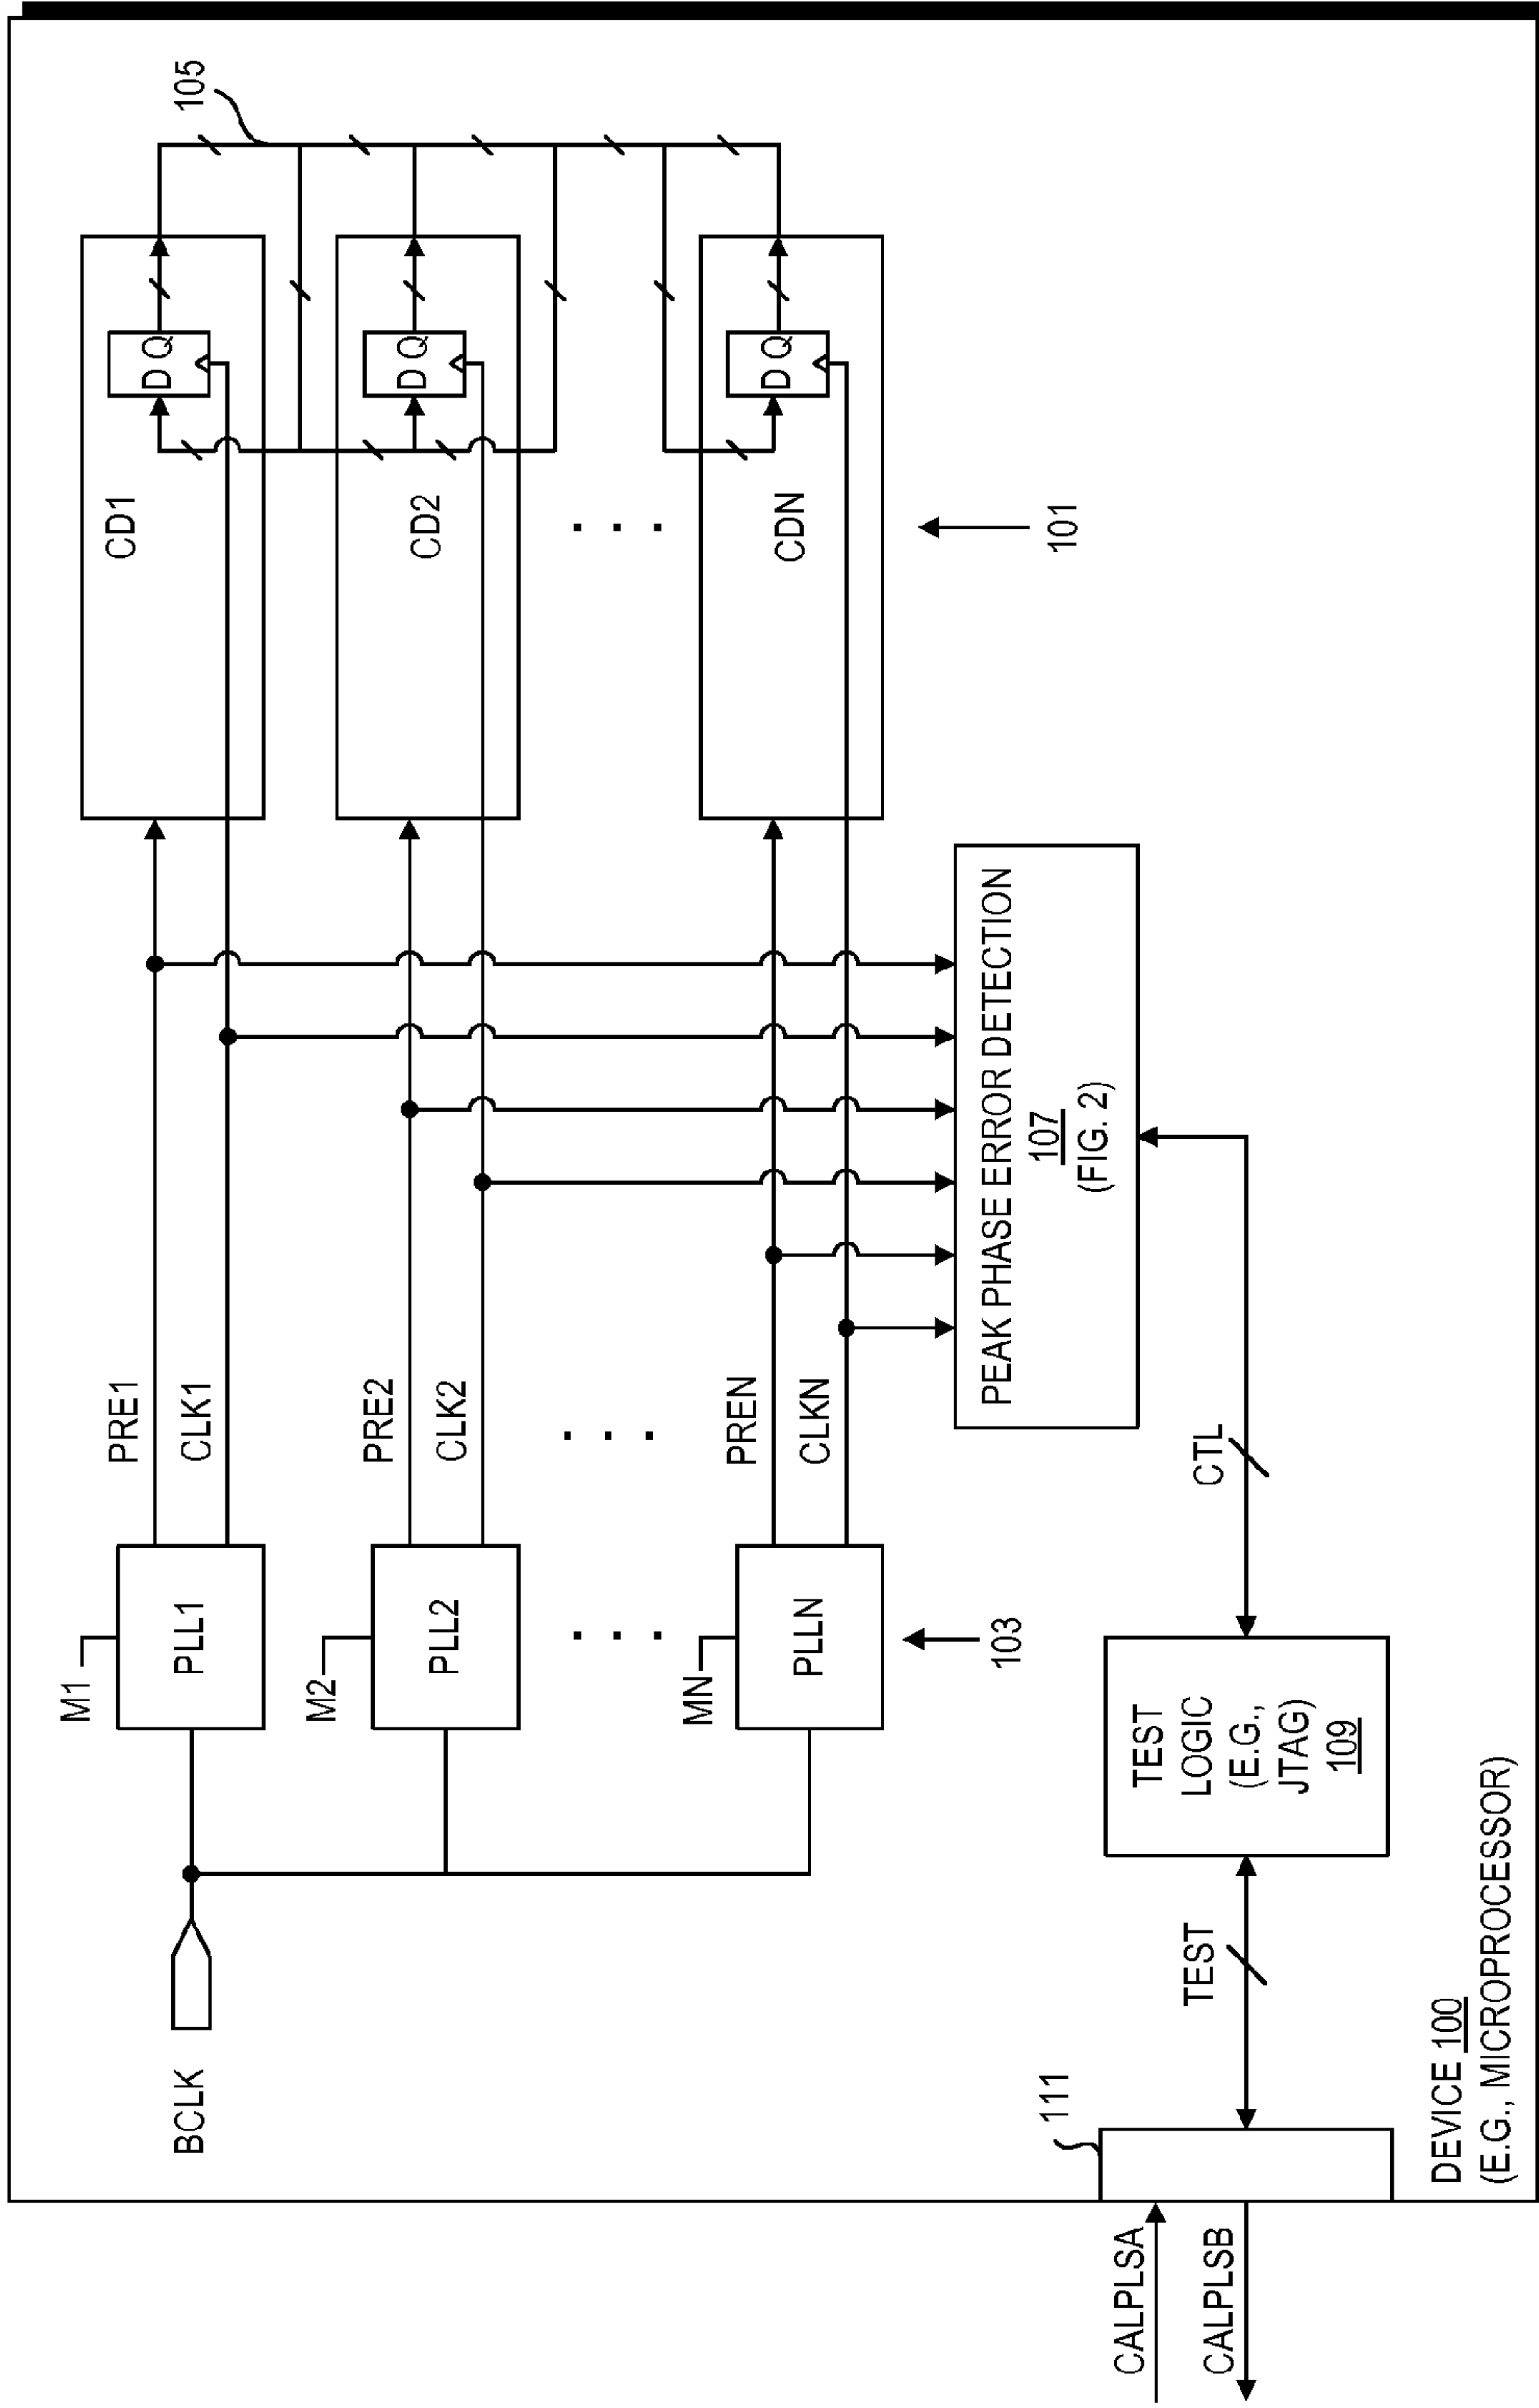 BCLK
M1
PLL1
PRE1
CLK1
CD1
D Q
105
M2
PLL2
PRE2
CLK2
CD2
D Q
. . .
. . .
. . .
MN
PLLN
PREN
CLKN
CDN
D Q
103
101
PEAK PHASE ERROR DETECTION
107
(FIG. 2)
CALPLSA
CALPLSB
111
TEST
TEST
LOGIC
(E.G.,
JTAG)
109
CTL
DEVICE 100
(E.G., MICROPROCESSOR)